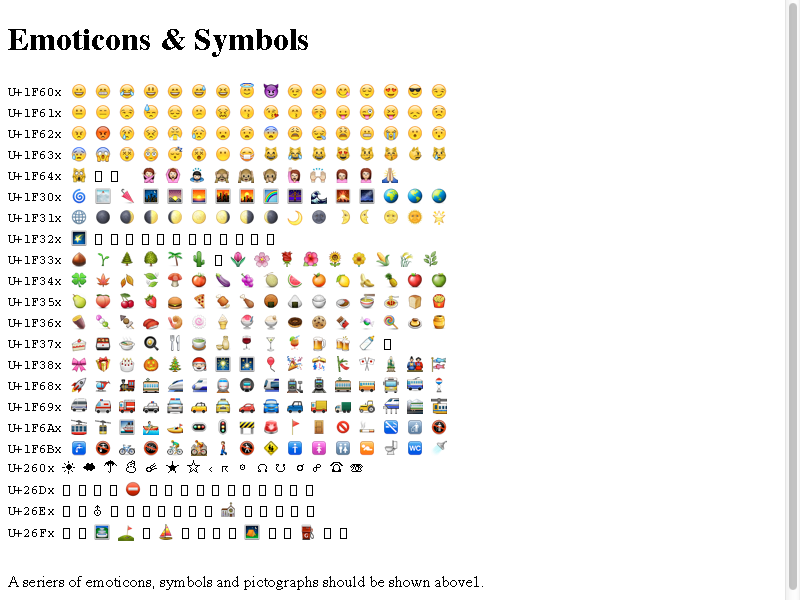 Emoticons & Symbols
U+1F60x
U+1F61x
U+1F62x
U+1F63x
U+1F64x
U+1F30x
U+1F31x
U+1F32x
U+1F33x
U+1F34x
U+1F35x
U+1F36x
U+1F37x
U+1F38x
U+1F68x
U+1F69x
U+1F6Ax
U+1F6Bx
U+260x
U+26Dx
U+26Ex
U+26Fx
A seriers of emoticons, symbols and pictographs should be shown above1.